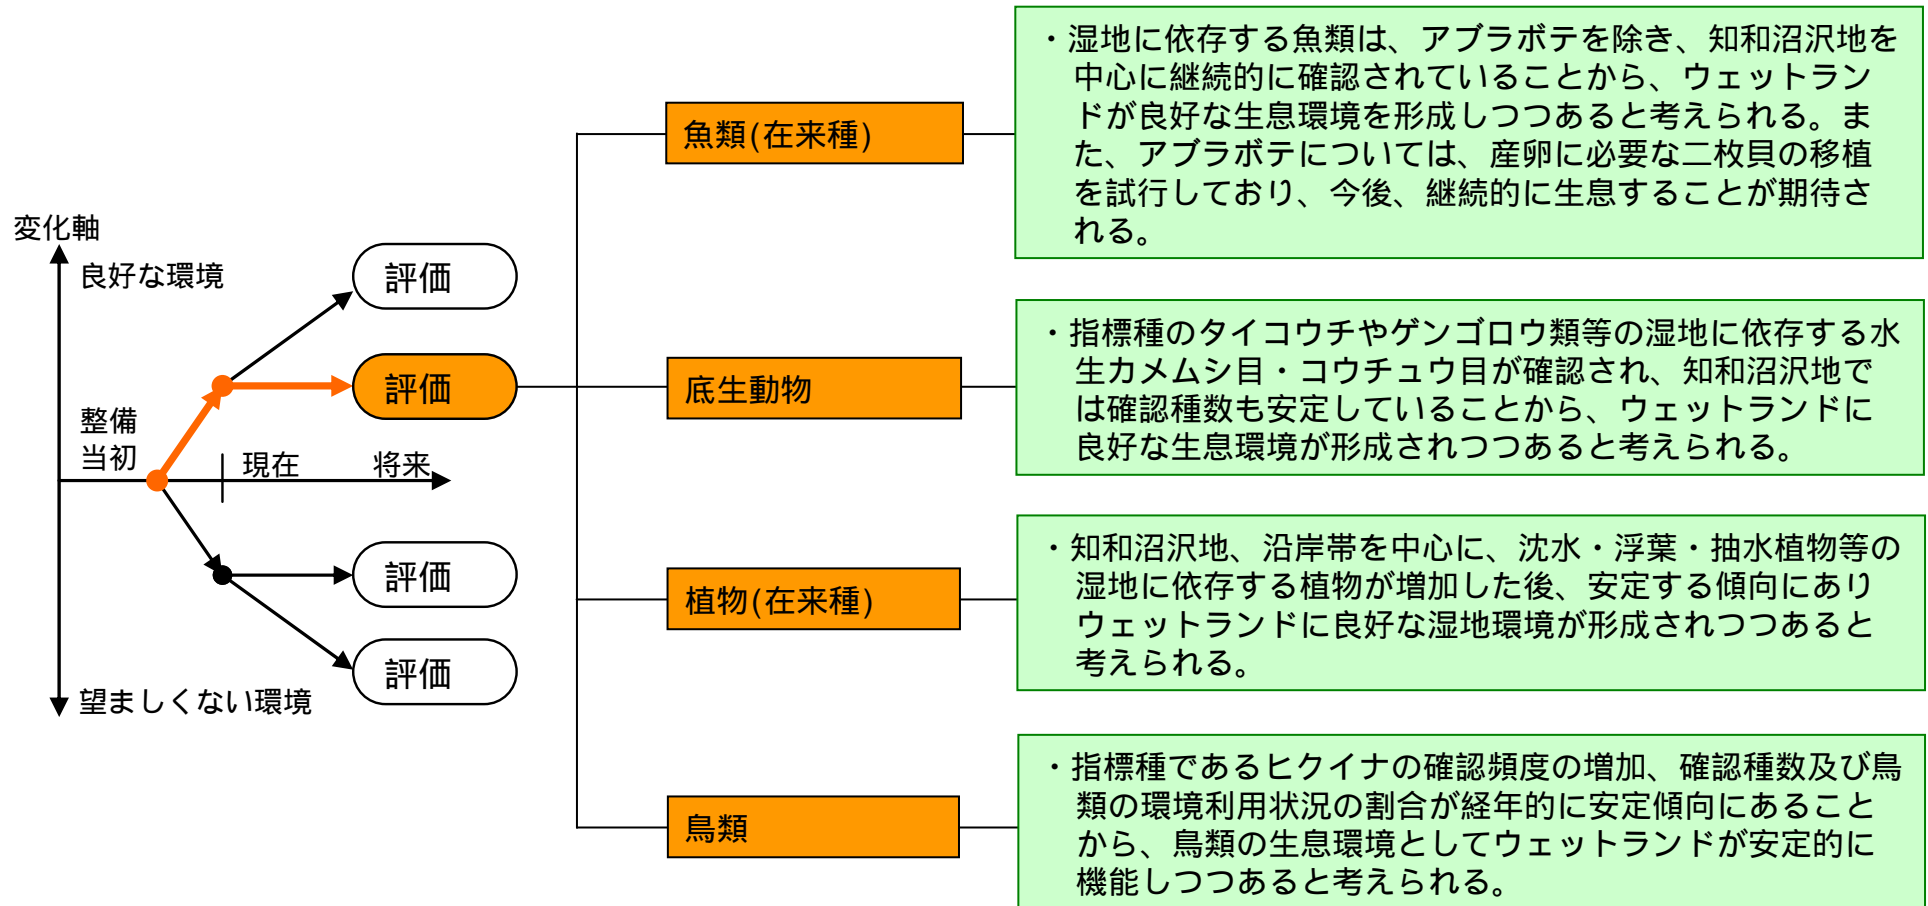 変化軸
良好な環境
整備
当初
現在
将来
望ましくない環境
評価
評価
評価
評価
魚類(在来種)
・湿地に依存する魚類は、アブラボテを除き、知和沼沢地を
中心に継続的に確認されていることから、ウェットラン
ドが良好な生息環境を形成しつつあると考えられる。ま
た、アブラボテについては、産卵に必要な二枚貝の移植
を試行しており、今後、継続的に生息することが期待さ
れる。
底生動物
・指標種のタイコウチやゲンゴロウ類等の湿地に依存する水
生カメムシ目・コウチュウ目が確認され、知和沼沢地で
は確認種数も安定していることから、ウェットランドに
良好な生息環境が形成されつつあると考えられる。
植物(在来種)
・知和沼沢地、沿岸帯を中心に、沈水・浮葉・抽水植物等の
湿地に依存する植物が増加した後、安定する傾向にあり
ウェットランドに良好な湿地環境が形成されつつあると
考えられる。
鳥類
・指標種であるヒクイナの確認頻度の増加、確認種数及び鳥
類の環境利用状況の割合が経年的に安定傾向にあること
から、鳥類の生息環境としてウェットランドが安定的に
機能しつつあると考えられる。